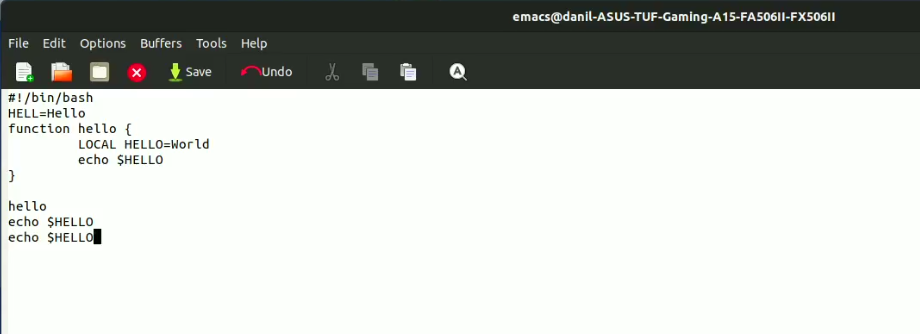 emacs@danil-ASUS-TUF-Gaming-A15-FA506II-FX506II
File Edit Options Buffers Tools Help
Save Undo
#!/bin/bash
HELL=Hello
function hello {
LOCAL HELLO=World
echo $HELLO
}
hello
echo $HELLO
echo $HELLO